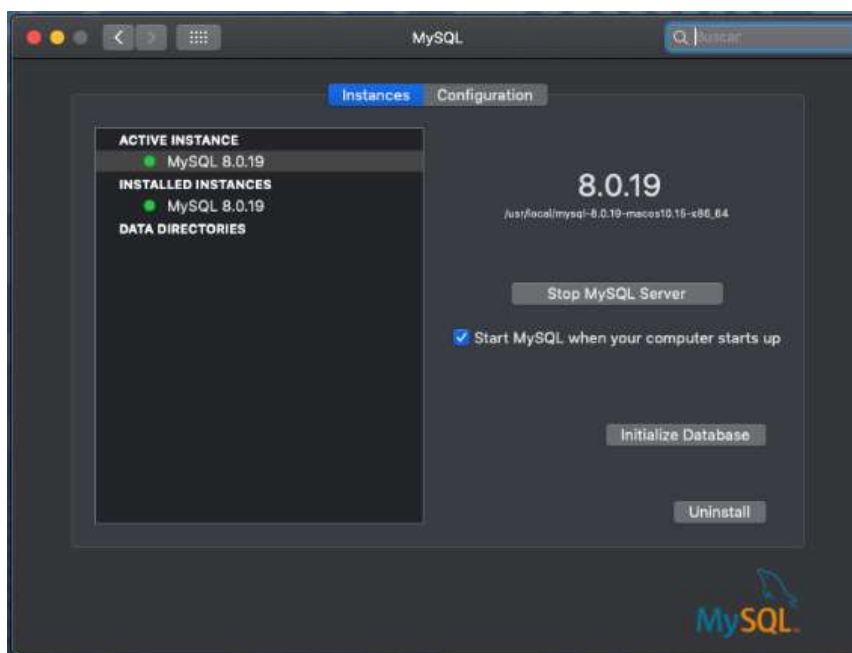 MySQL
Buscar
Instances Configuration
ACTIVE INSTANCE
MySQL 8.0.19
INSTALLED INSTANCES
MySQL 8.0.19
DATA DIRECTORIES
8.0.19
/usr/local/mysql-8.0.19-macos10.15-x86_64
Stop MySQL Server
Start MySQL when your computer starts up
Initialize Database
Uninstall
MySQL